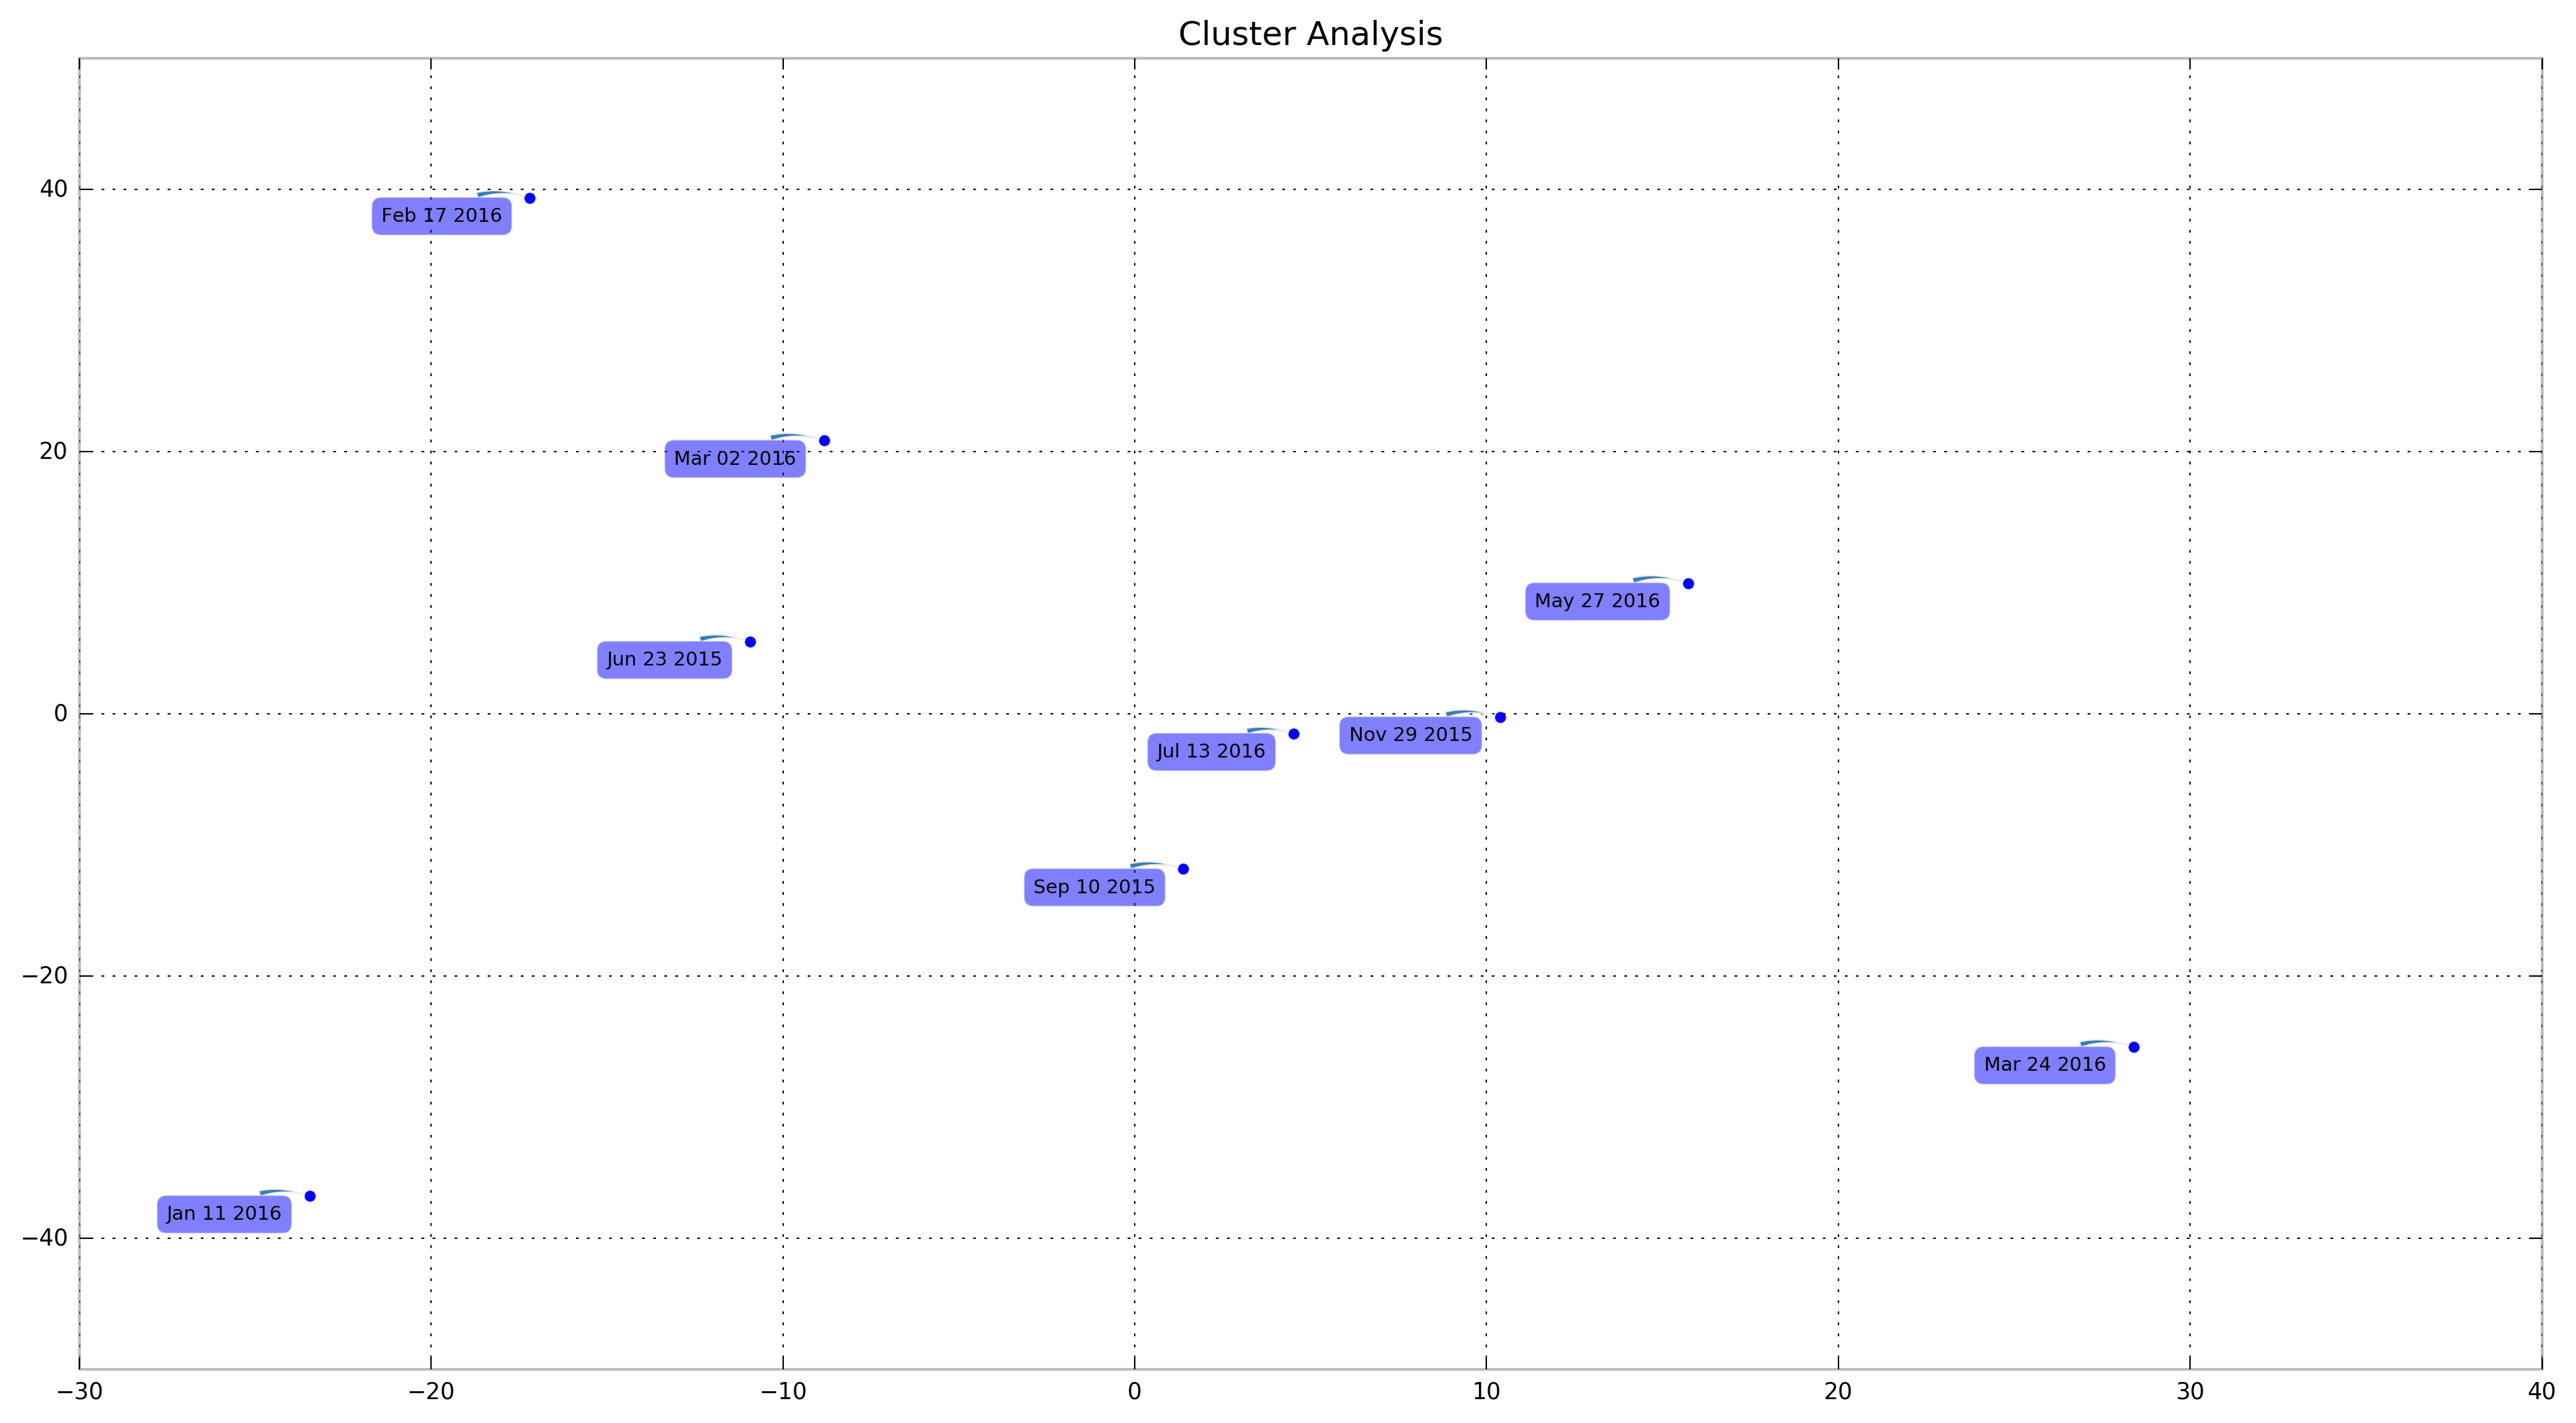 Cluster Analysis
40
Feb 17 2016
20
Mar 02 2016
May 27 2016
Jun 23 2015
0
Nov 29 2015
Jul 13 2016
Sep 10 2015
−20
Mar 24 2016
Jan 11 2016
−40
−30 −20 −10 0 10 20 30 40